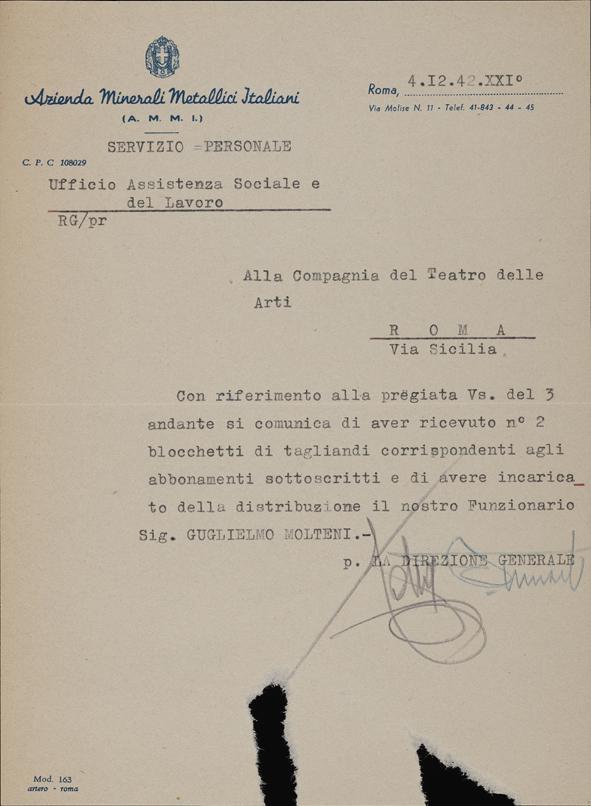 Azienda Minerali Metallici Italiani
(A. M. M. I.)
Roma, 4.I2.42.XXI°
Via Molise N. 11 - Telef. 41-843 - 44 - 45
SERVIZIO =PERSONALE
C. P. C 108029
Ufficio Assistenza Sociale e
del Lavoro
RG/pr
Alla Compagnia del Teatro delle
Arti
R O M A
Via Sicilia
Con riferimento alla pregiata Vs. del 3
andante si comunica di aver ricevuto n° 2
blocchetti di tagliandi corrispondenti agli
abbonamenti sottoscritti e di avere incarica_
to della distribuzione il nostro Funzionario
Sig. GUGLIELMO MOLTENI.-
p. LA DIREZIONE GENERALE
Mod. 163
artero - roma